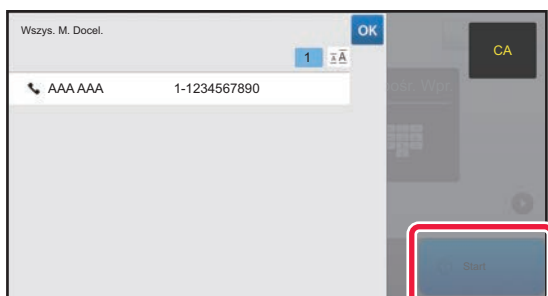 Wszys. M. Docel.
OK
CA
1
AAA AAA 1-1234567890
Start